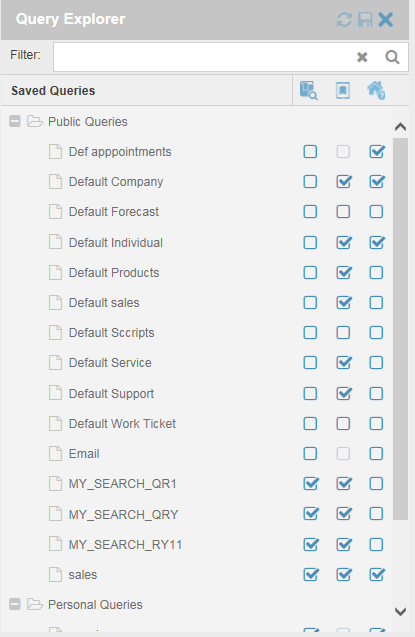 Query Explorer
Filter:
Saved Queries
Public Queries
Def apppointments
Default Company
Default Forecast
Default Individual
Default Products
Default sales
Default Sccripts
Default Service
Default Support
Default Work Ticket
Email
MY_SEARCH_QR1
MY_SEARCH_QRY
MY_SEARCH_RY11
sales
Personal Queries